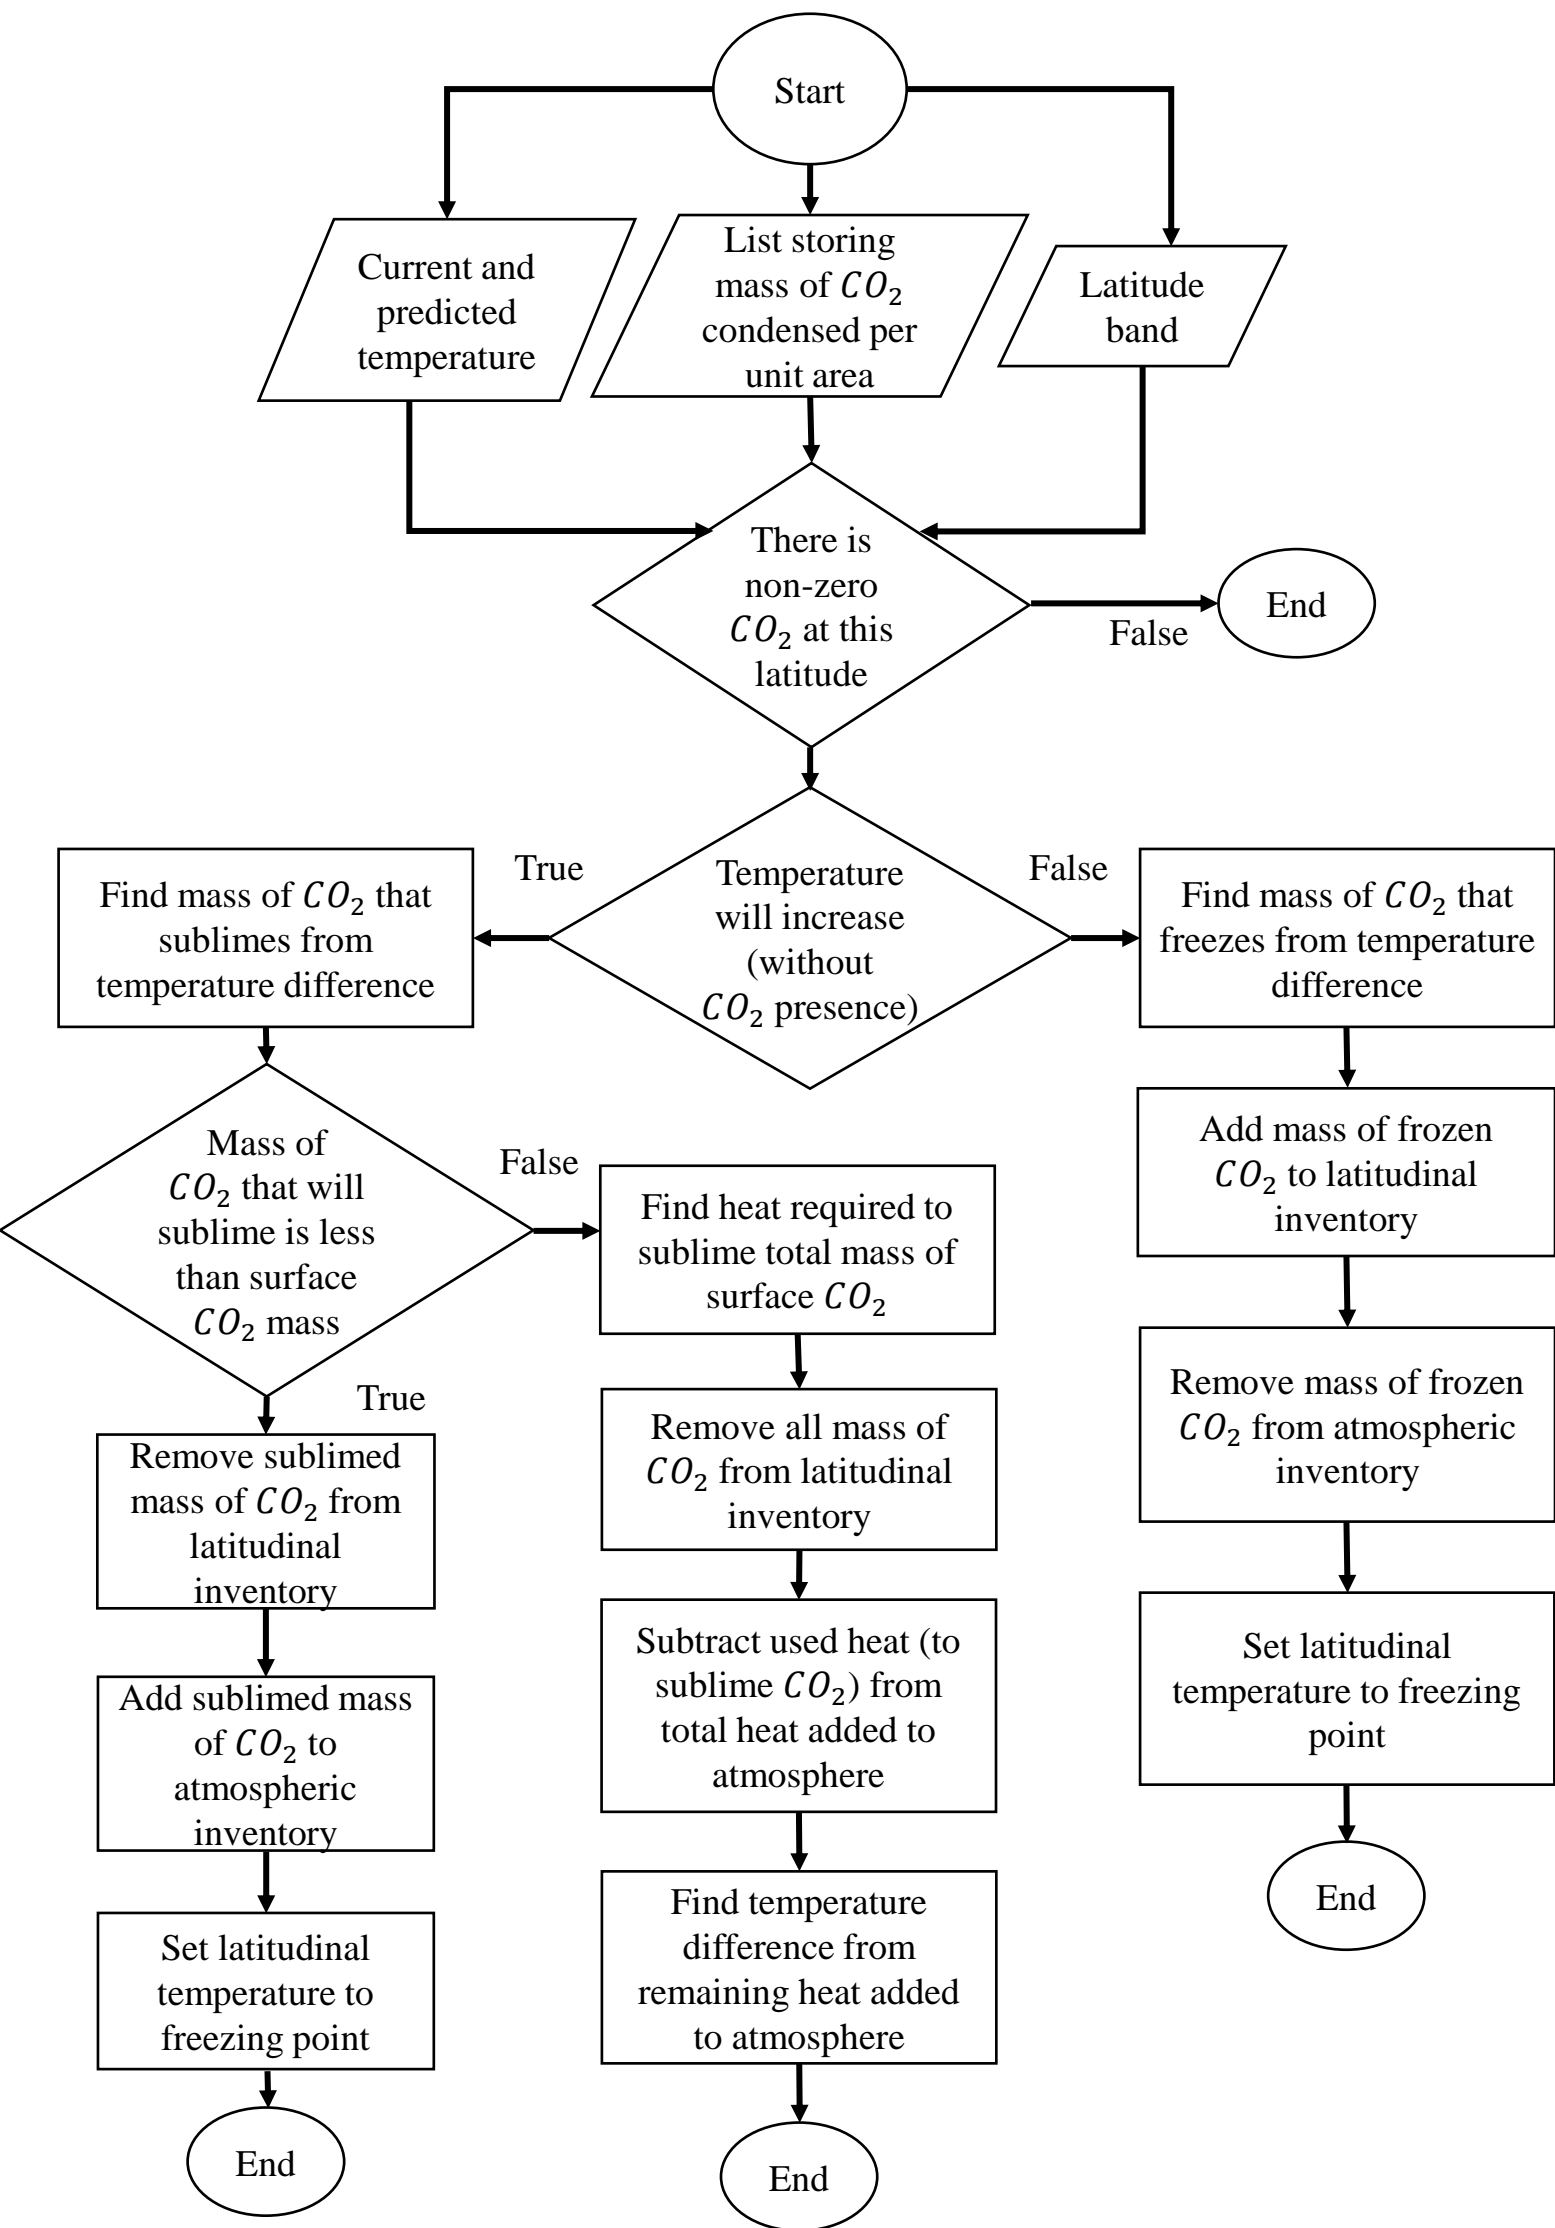 Start
Current and
predicted
temperature
List storing
mass of 𝐶𝑂₂
condensed per
unit area
Latitude
band
There is
non-zero
𝐶𝑂₂ at this
latitude
False
End
Temperature
will increase
(without
𝐶𝑂₂ presence)
True
False
Find mass of 𝐶𝑂₂ that
sublimes from
temperature difference
Find mass of 𝐶𝑂₂ that
freezes from temperature
difference
Mass of
𝐶𝑂₂ that will
sublime is less
than surface
𝐶𝑂₂ mass
False
True
Find heat required to
sublime total mass of
surface 𝐶𝑂₂
Add mass of frozen
𝐶𝑂₂ to latitudinal
inventory
Remove sublimed
mass of 𝐶𝑂₂ from
latitudinal
inventory
Remove all mass of
𝐶𝑂₂ from latitudinal
inventory
Remove mass of frozen
𝐶𝑂₂ from atmospheric
inventory
Add sublimed mass
of 𝐶𝑂₂ to
atmospheric
inventory
Subtract used heat (to
sublime 𝐶𝑂₂) from
total heat added to
atmosphere
Set latitudinal
temperature to freezing
point
Set latitudinal
temperature to
freezing point
Find temperature
difference from
remaining heat added
to atmosphere
End
End
End